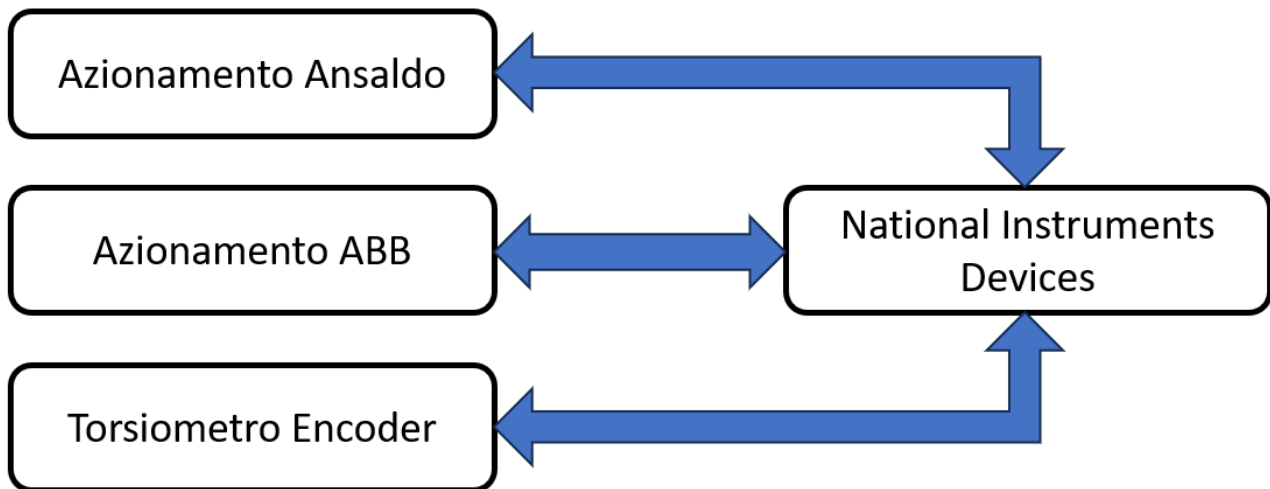 Azionamento Ansaldo
Azionamento ABB
National Instruments
Devices
Torsiometro Encoder